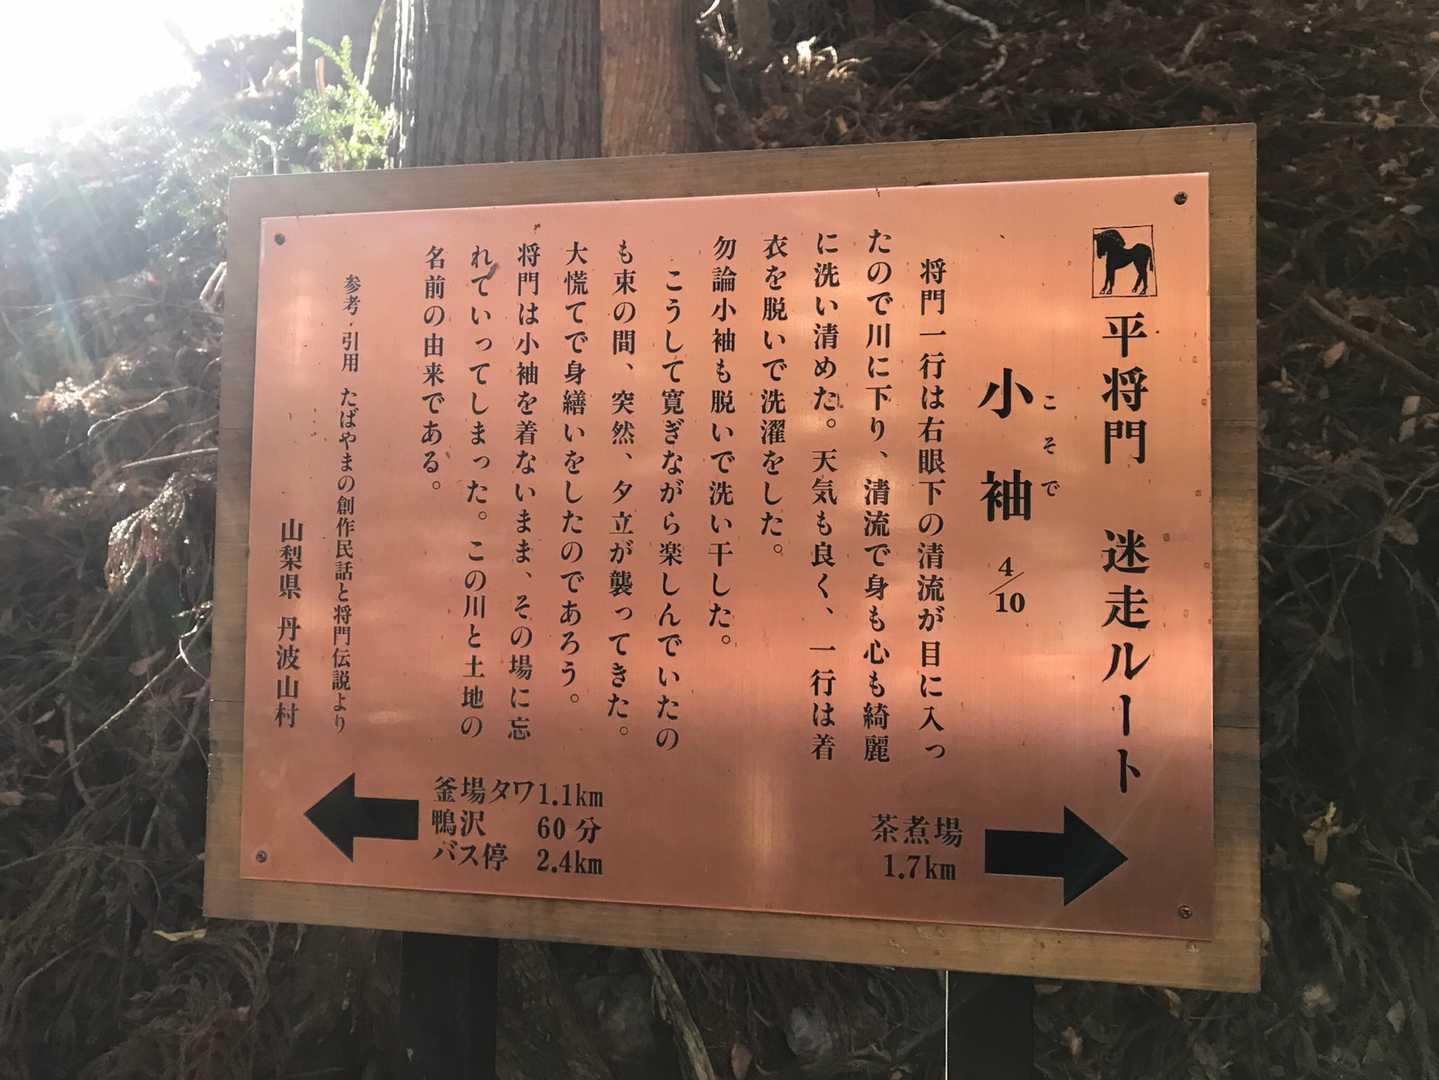 平将門　迷走ルート
こそで
小袖 4/10
将門一行は右眼下の清流が目に入っ
たので川に下り、清流で身も心も綺麗
に洗い清めた。天気も良く、一行は着
衣を脱いで洗濯をした。
勿論小袖も脱いで洗い干した。
こうして寛ぎながら楽しんでいたの
も束の間、突然、夕立が襲ってきた。
大慌てで身繕いをしたのであろう。
将門は小袖を着ないまま、その場に忘
れていってしまった。この川と土地の
名前の由来である。
参考・引用　たばやまの創作民話と将門伝説より
山梨県 丹波山村
茶煮場
1.7km
釜場タワ1.1km
鴨沢　60分
バス停　2.4km